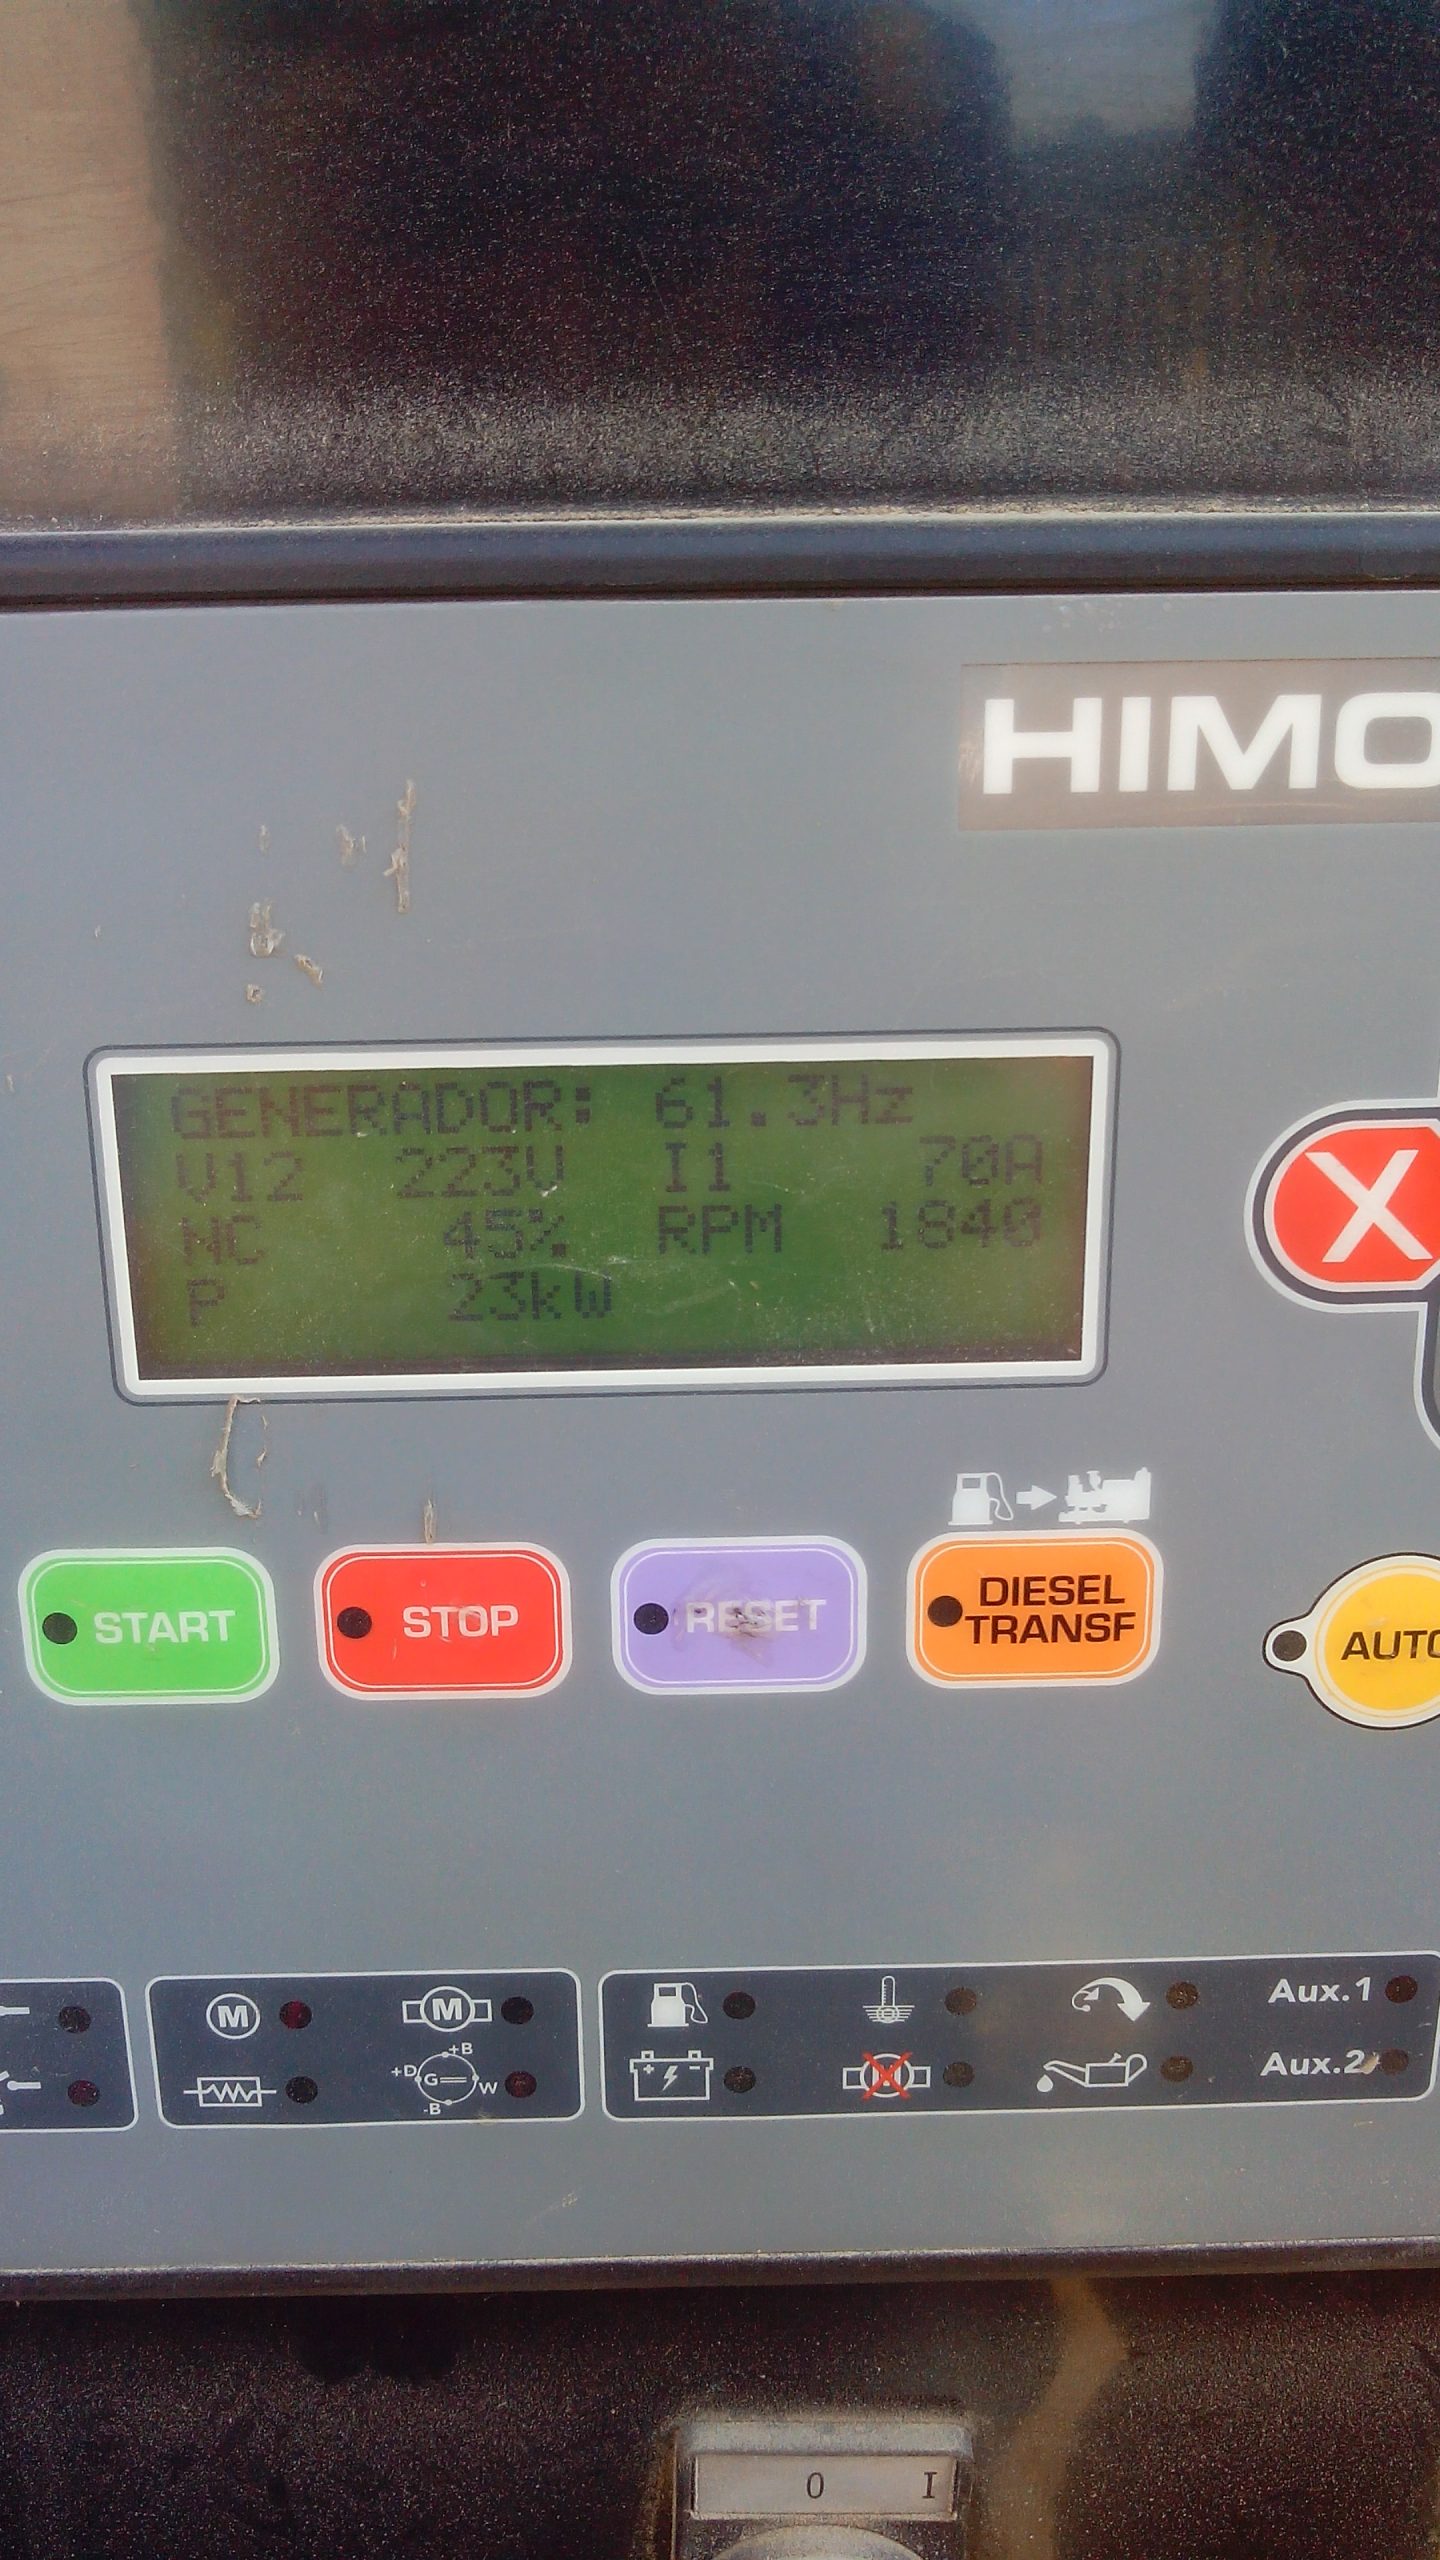 HIMO
GENERADOR: 61.3Hz
V12 223V I1 70A
NC 45% RPM 1840
P 23kW
X
START
STOP
RESET
DIESEL
TRANSF
AUTO
M
M
Aux.1
+B
+D
G
W
-B
Aux.2
0 I